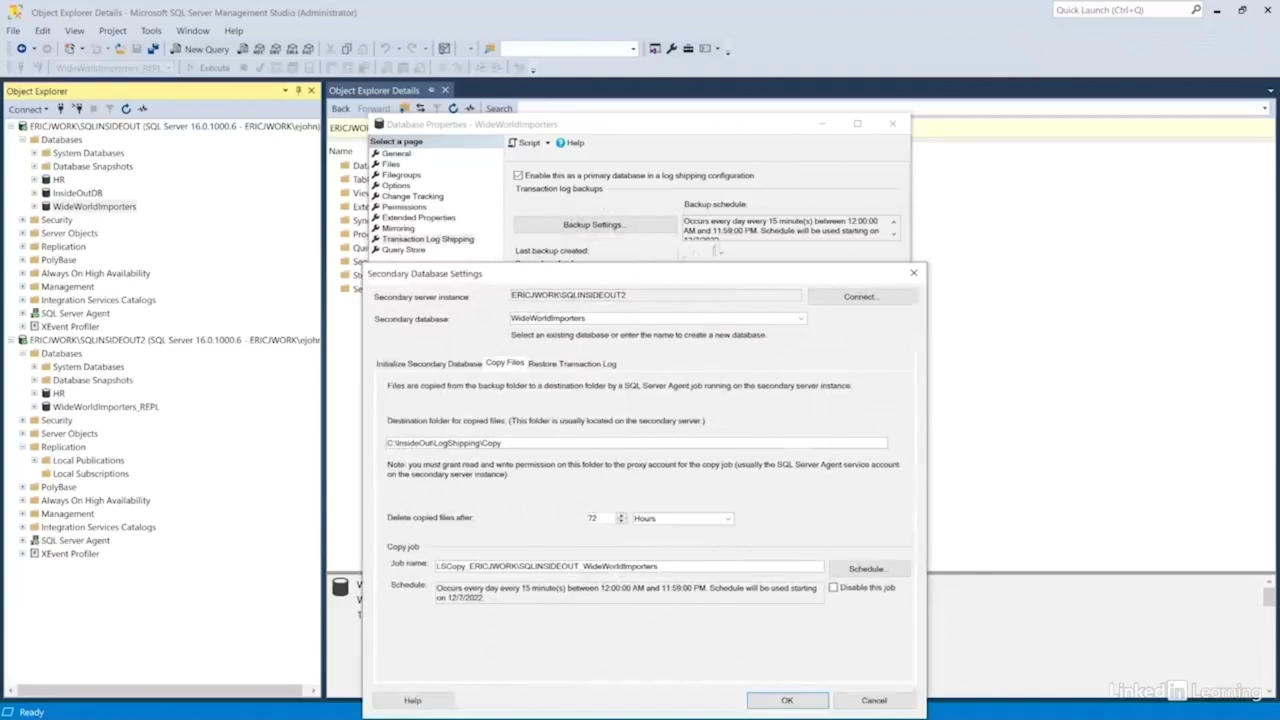 Object Explorer Details - Microsoft SQL Server Management Studio (Administrator)
Quick Launch (Ctrl+Q)
File Edit View Project Tools Window Help
New Query
WideWorldImporters_REPL
Execute
Object Explorer
Connect
ERICJWORK\SQLINSIDEOUT (SQL Server 16.0.1000.6 - ERICJWORK\ejohn)
Databases
System Databases
Database Snapshots
HR
InsideOutDB
WideWorldImporters
Security
Server Objects
Replication
PolyBase
Always On High Availability
Management
Integration Services Catalogs
SQL Server Agent
XEvent Profiler
ERICJWORK\SQLINSIDEOUT2 (SQL Server 16.0.1000.6 - ERICJWORK\ejohn
Databases
System Databases
Database Snapshots
HR
WideWorldImporters_REPL
Security
Server Objects
Replication
Local Publications
Local Subscriptions
PolyBase
Always On High Availability
Management
Integration Services Catalogs
SQL Server Agent
XEvent Profiler
Object Explorer Details
Back Forward Search
ERICJWO
Name
Database Properties - WideWorldImporters
Select a page
General
Files
Filegroups
Options
Change Tracking
Permissions
Extended Properties
Mirroring
Transaction Log Shipping
Query Store
Script Help
Enable this as a primary database in a log shipping configuration
Transaction log backups
Backup schedule:
Backup Settings...
Occurs every day every 15 minute(s) between 12:00:00
AM and 11:59:00 PM. Schedule will be used starting on
Last backup created:
Secondary Database Settings
Secondary server instance: ERICJWORK\SQLINSIDEOUT2 Connect...
Secondary database: WideWorldImporters
Select an existing database or enter the name to create a new database.
Initialize Secondary Database Copy Files Restore Transaction Log
Files are copied from the backup folder to a destination folder by a SQL Server Agent job running on the secondary server instance.
Destination folder for copied files: (This folder is usually located on the secondary server.)
C:\InsideOut\LogShipping\Copy
Note: you must grant read and write permission on this folder to the proxy account for the copy job (usually the SQL Server Agent service account
on the secondary server instance).
Delete copied files after: 72 Hours
Copy job
Job name: LSCopy_ERICJWORK\SQLINSIDEOUT_WideWorldImporters Schedule...
Schedule: Occurs every day every 15 minute(s) between 12:00:00 AM and 11:59:00 PM. Schedule will be used starting
on 12/7/2022.
Disable this job
Help OK Cancel
LinkedIn Learning
Ready